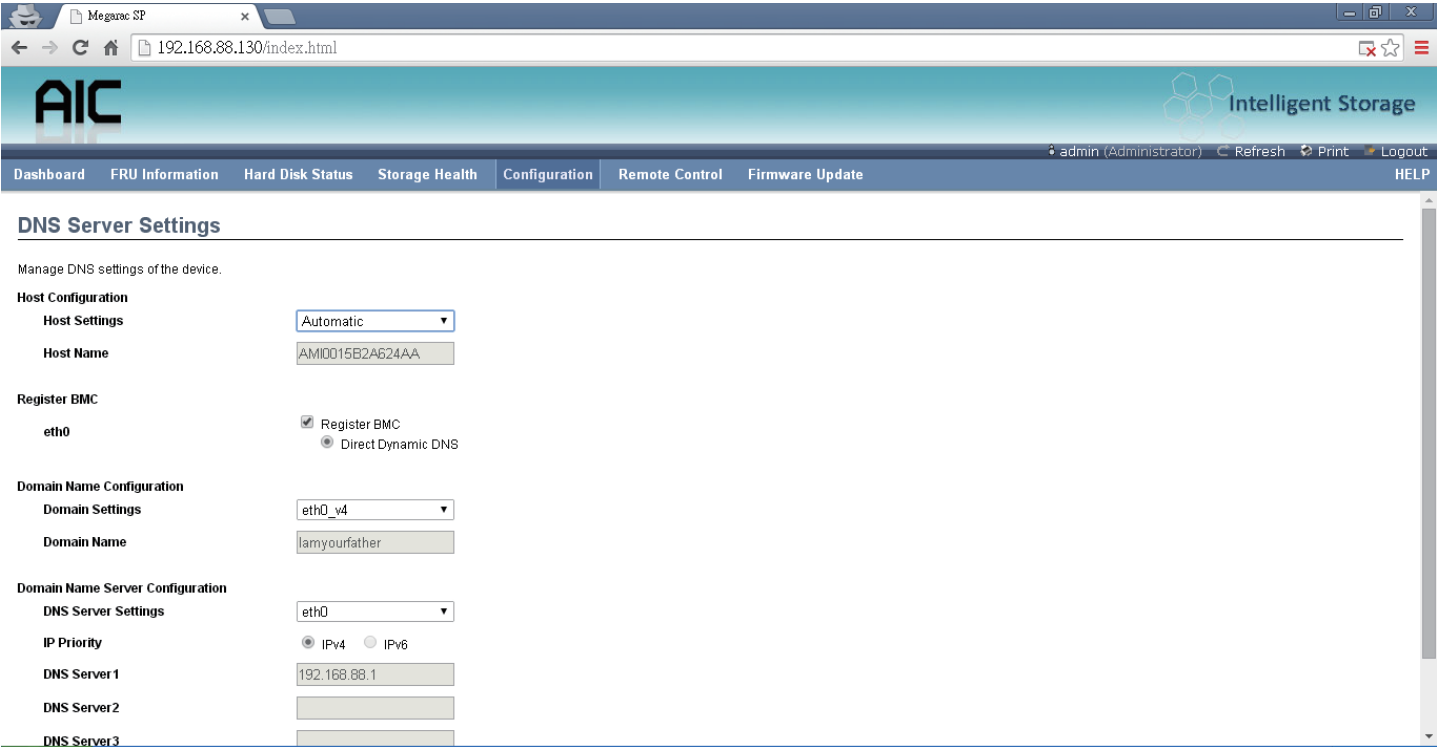 Megarac SP
192.168.88.130/index.html
AIC
Intelligent Storage
admin (Administrator) Refresh Print Logout
Dashboard FRU Information Hard Disk Status Storage Health Configuration Remote Control Firmware Update HELP
DNS Server Settings
Manage DNS settings of the device.
Host Configuration
Host Settings Automatic
Host Name AMI0015B2A624AA
Register BMC
eth0 Register BMC
Direct Dynamic DNS
Domain Name Configuration
Domain Settings eth0_v4
Domain Name Iamyourfather
Domain Name Server Configuration
DNS Server Settings eth0
IP Priority IPv4 IPv6
DNS Server1 192.168.88.1
DNS Server2
DNS Server3